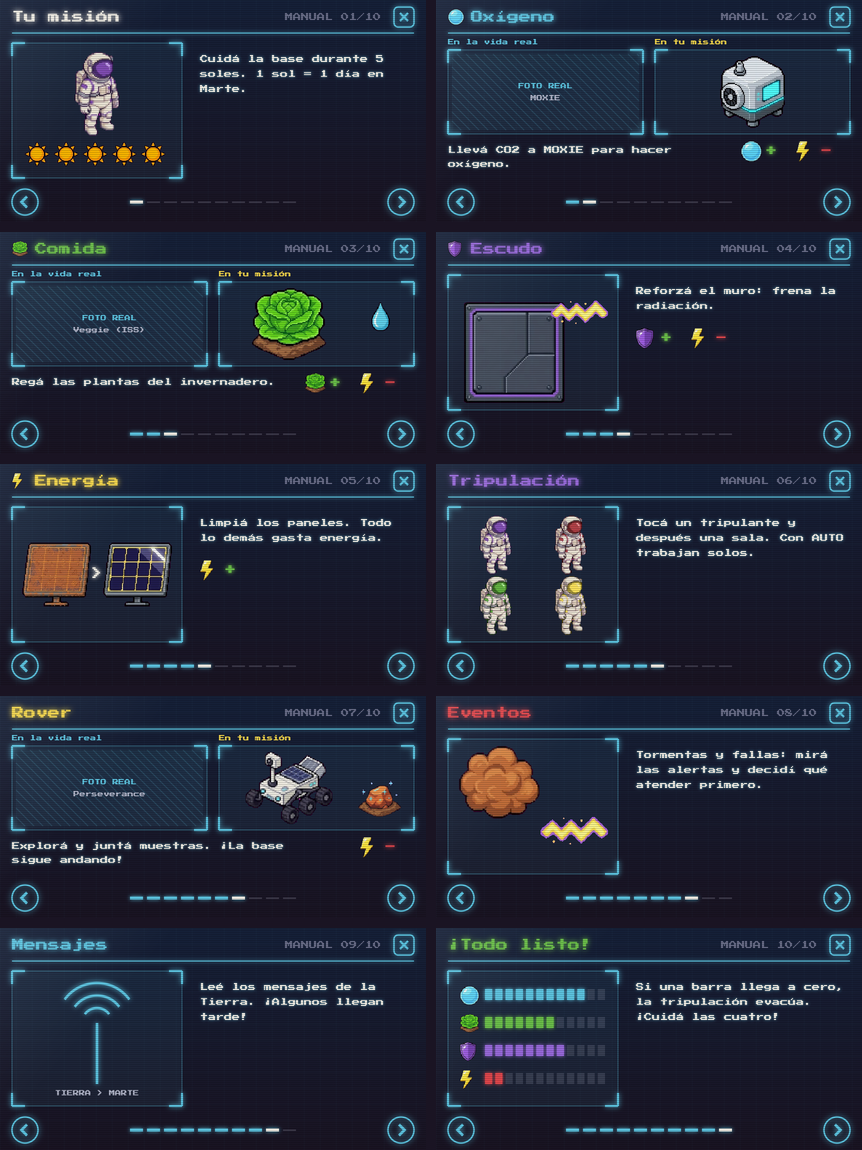 Tu misión
MANUAL 01/10
Cuidá la base durante 5
soles. 1 sol = 1 día en
Marte.
Oxígeno
MANUAL 02/10
En la vida real
En tu misión
FOTO REAL
MOXIE
Llevá CO2 a MOXIE para hacer
oxígeno.
+
−
Comida
MANUAL 03/10
En la vida real
En tu misión
FOTO REAL
Veggie (ISS)
Regá las plantas del invernadero.
+
−
Escudo
MANUAL 04/10
Reforzá el muro: frena la
radiación.
+
−
Energía
MANUAL 05/10
Limpiá los paneles. Todo
lo demás gasta energía.
+
Tripulación
MANUAL 06/10
Tocá un tripulante y
después una sala. Con AUTO
trabajan solos.
Rover
MANUAL 07/10
En la vida real
En tu misión
FOTO REAL
Perseverance
Explorá y juntá muestras. ¡La base
sigue andando!
−
Eventos
MANUAL 08/10
Tormentas y fallas: mirá
las alertas y decidí qué
atender primero.
Mensajes
MANUAL 09/10
Leé los mensajes de la
Tierra. ¡Algunos llegan
tarde!
TIERRA > MARTE
¡Todo listo!
MANUAL 10/10
Si una barra llega a cero,
la tripulación evacúa.
¡Cuidá las cuatro!